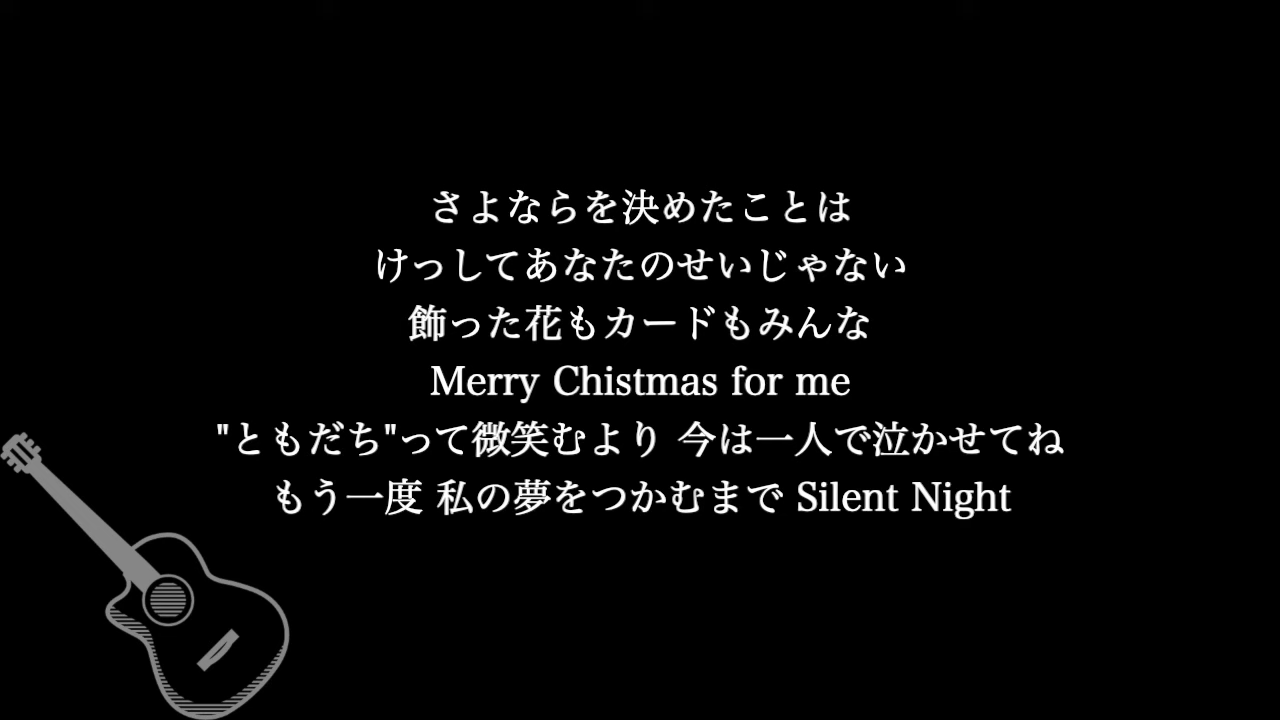 さよならを決めたことは
けっしてあなたのせいじゃない
飾った花もカードもみんな
Merry Chistmas for me
"ともだち"って微笑むより 今は一人で泣かせてね
もう一度 私の夢をつかむまで Silent Night